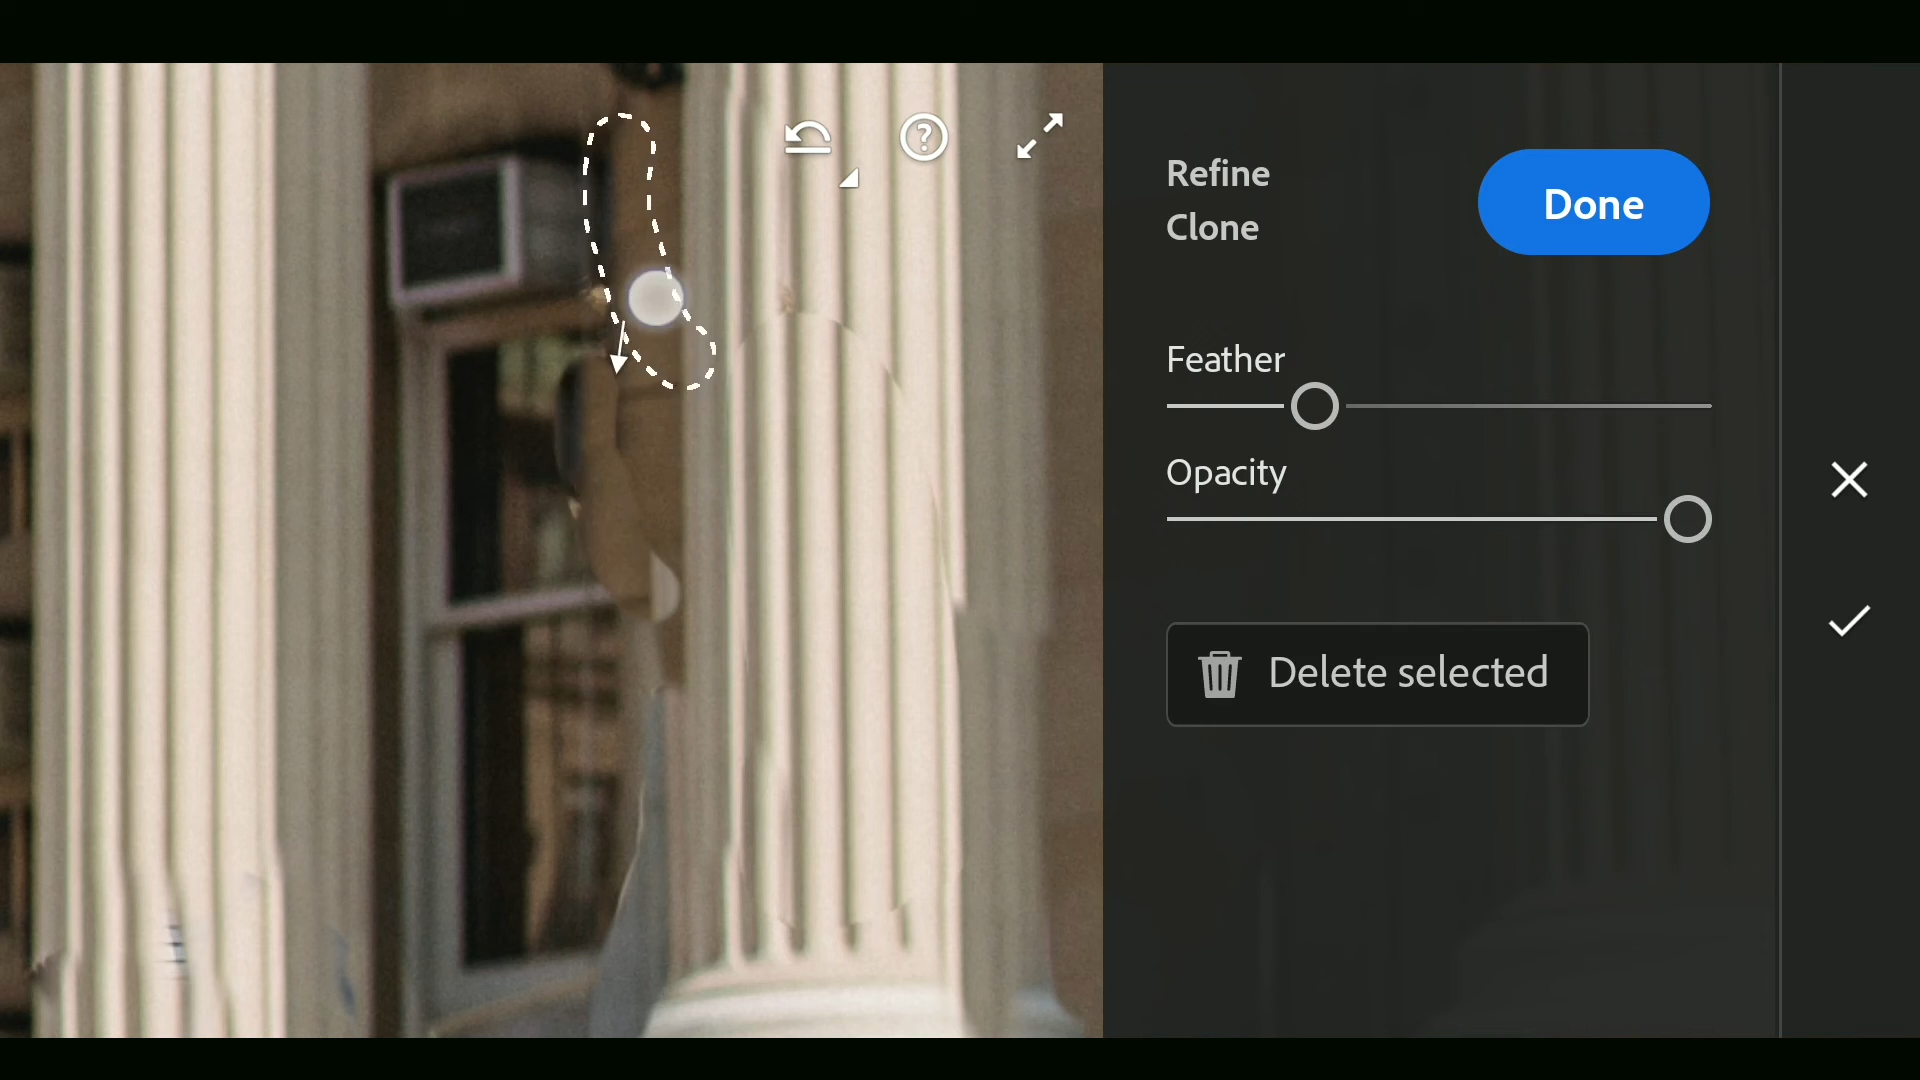 Refine
Clone
Done
Feather
Opacity
Delete selected